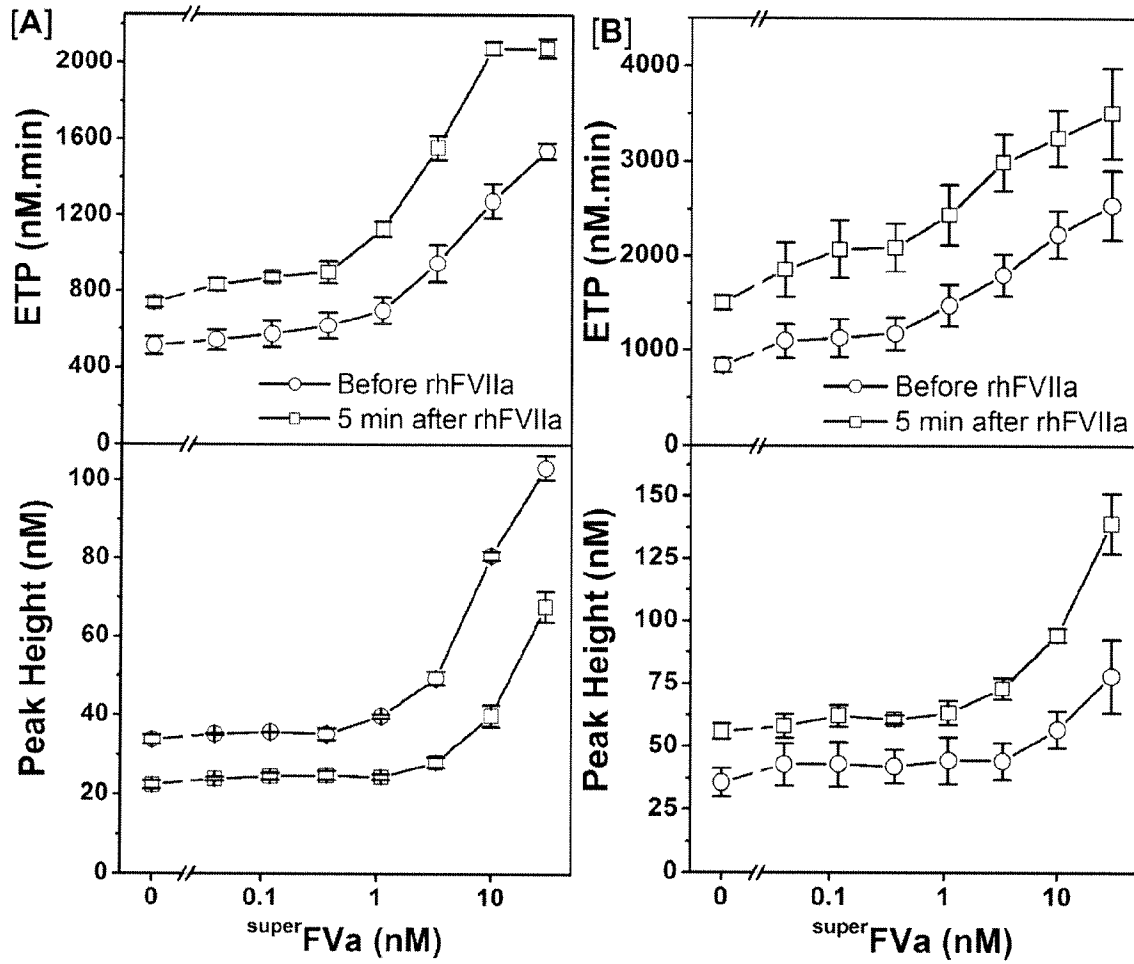 [A]
ETP (nM.min)
2000
1600
1200
800
400
0
Before rhFVIIa
5 min after rhFVIIa
Peak Height (nM)
100
80
60
40
20
0
0 0.1 1 10
superFVa (nM)
[B]
ETP (nM.min)
4000
3000
2000
1000
0
Before rhFVIIa
5 min after rhFVIIa
Peak Height (nM)
150
125
100
75
50
25
0
0 0.1 1 10
superFVa (nM)